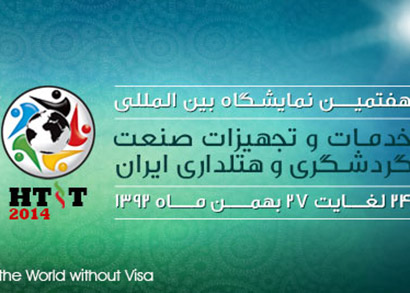 هفتمین نمایشگاه بین المللی
خدمات و تجهیزات صنعت
گردشگری و هتلداری ایران
۲۴ لغایت ۲۷ بهمن ماه ۱۳۹۲
HTIT
2014
the World without Visa